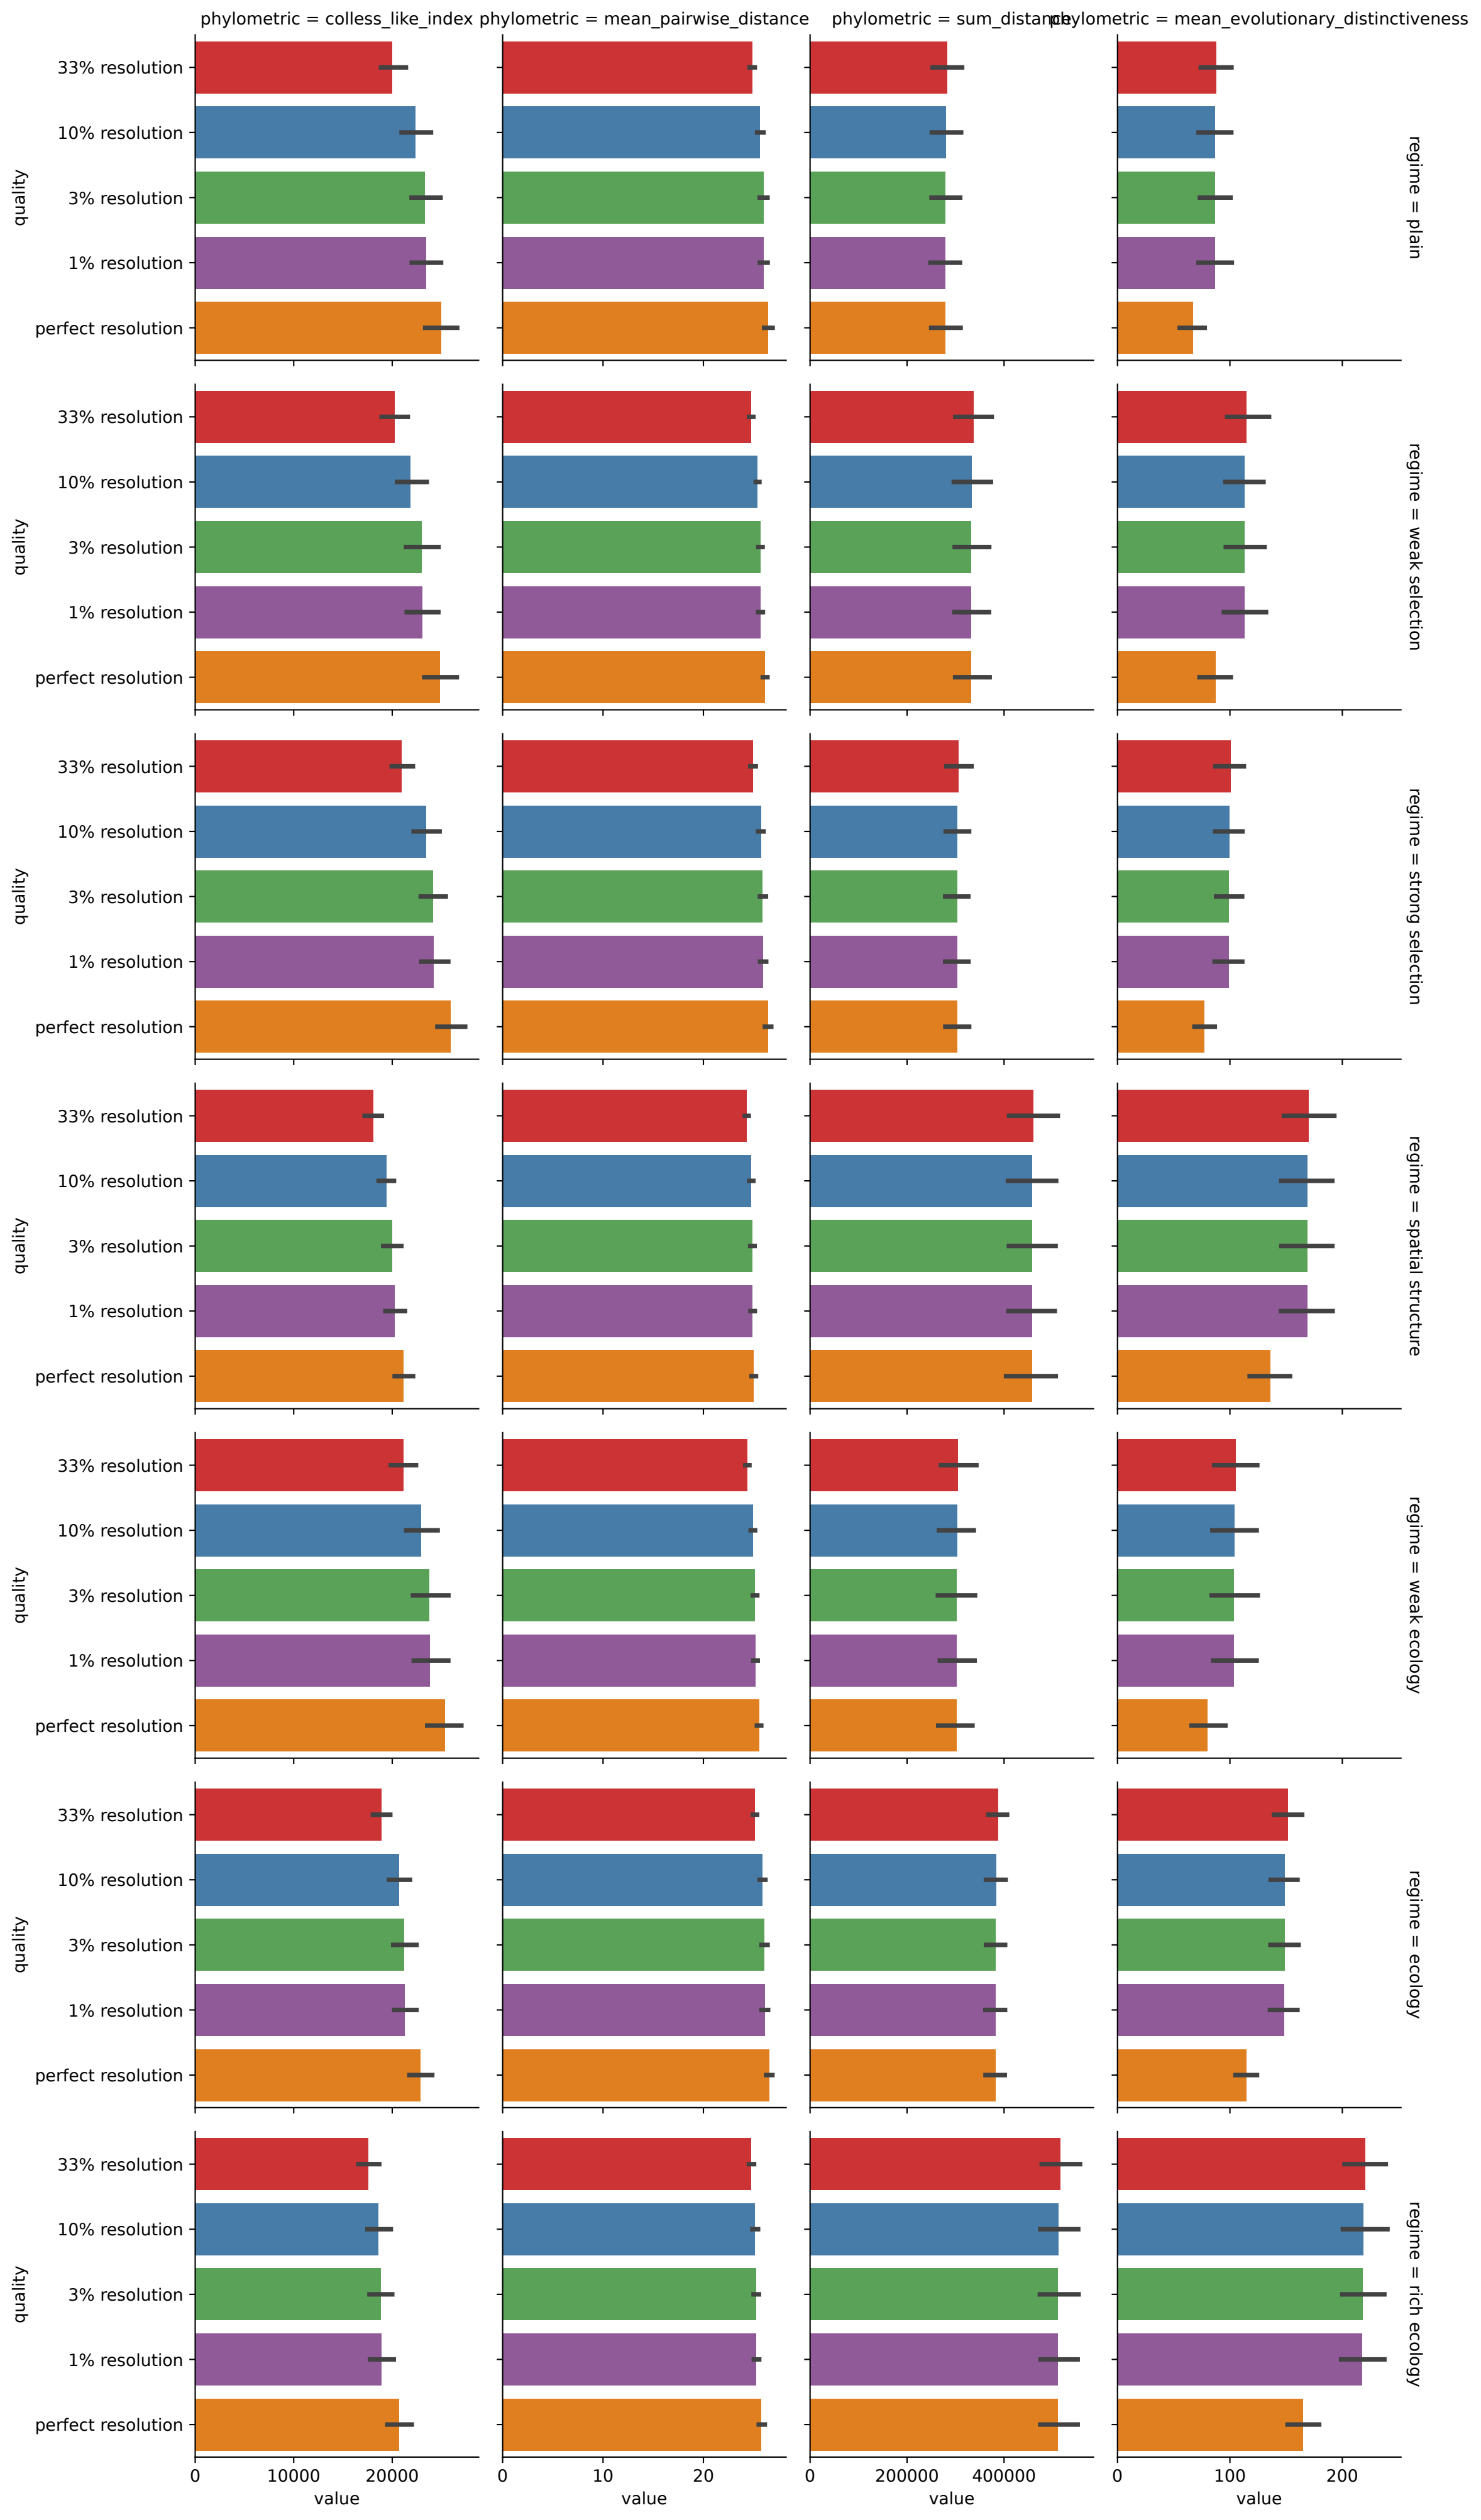 phylometric = colless_like_index
phylometric = mean_pairwise_distance
phylometric = sum_distance
phylometric = mean_evolutionary_distinctiveness
quality
33% resolution
10% resolution
3% resolution
1% resolution
perfect resolution
regime = plain
quality
33% resolution
10% resolution
3% resolution
1% resolution
perfect resolution
regime = weak selection
quality
33% resolution
10% resolution
3% resolution
1% resolution
perfect resolution
regime = strong selection
quality
33% resolution
10% resolution
3% resolution
1% resolution
perfect resolution
regime = spatial structure
quality
33% resolution
10% resolution
3% resolution
1% resolution
perfect resolution
regime = weak ecology
quality
33% resolution
10% resolution
3% resolution
1% resolution
perfect resolution
regime = ecology
quality
33% resolution
10% resolution
3% resolution
1% resolution
perfect resolution
regime = rich ecology
0 10000 20000
value
0 10 20
value
0 200000 400000
value
0 100 200
value